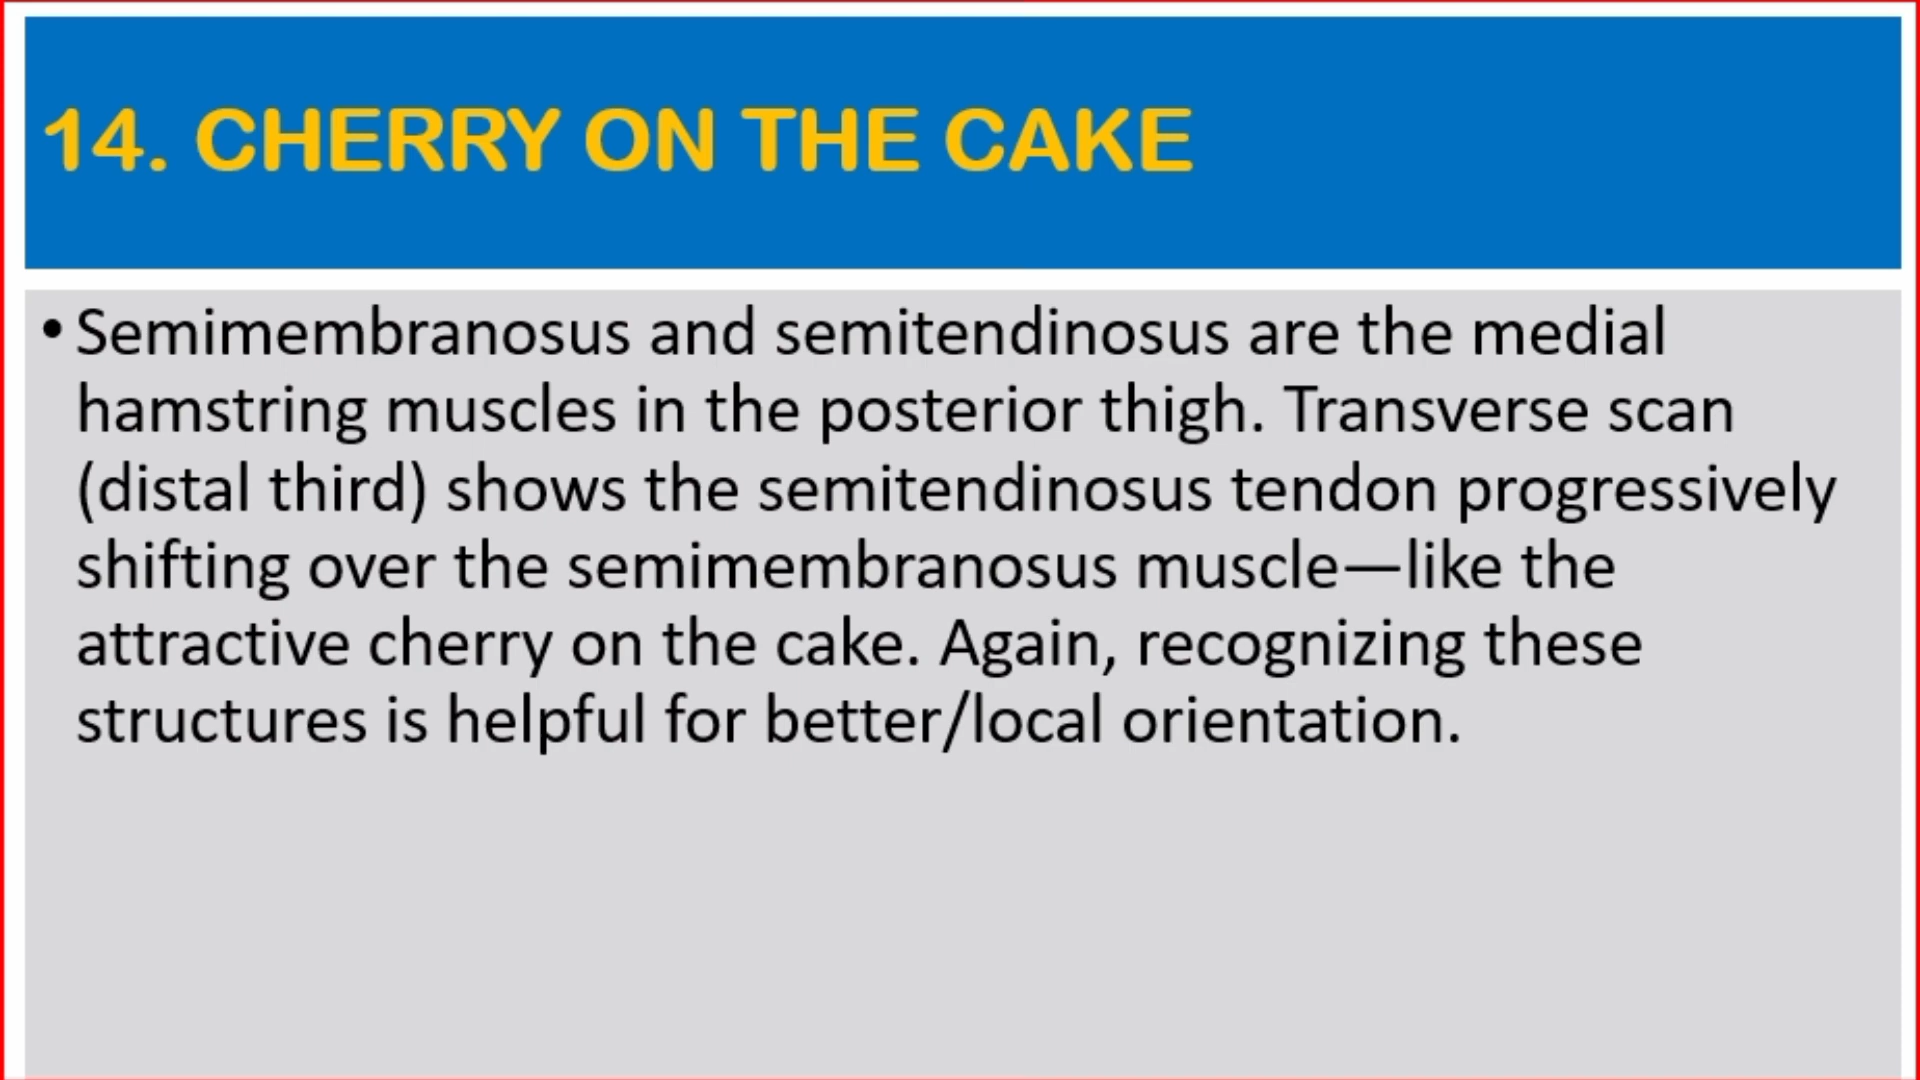 14. CHERRY ON THE CAKE
• Semimembranosus and semitendinosus are the medial
hamstring muscles in the posterior thigh. Transverse scan
(distal third) shows the semitendinosus tendon progressively
shifting over the semimembranosus muscle—like the
attractive cherry on the cake. Again, recognizing these
structures is helpful for better/local orientation.